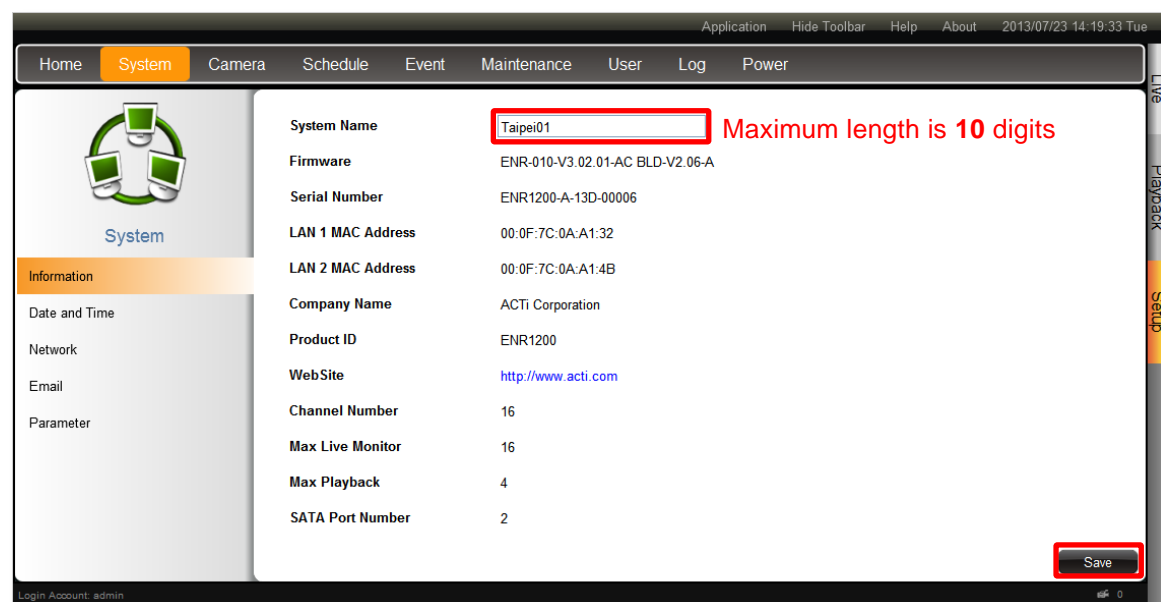 Application Hide Toolbar Help About 2013/07/23 14:19:33 Tue
Home System Camera Schedule Event Maintenance User Log Power
Live
Playback
Setup
System
Information
Date and Time
Network
Email
Parameter
System Name Taipei01 Maximum length is 10 digits
Firmware ENR-010-V3.02.01-AC BLD-V2.06-A
Serial Number ENR1200-A-13D-00006
LAN 1 MAC Address 00:0F:7C:0A:A1:32
LAN 2 MAC Address 00:0F:7C:0A:A1:4B
Company Name ACTi Corporation
Product ID ENR1200
WebSite http://www.acti.com
Channel Number 16
Max Live Monitor 16
Max Playback 4
SATA Port Number 2
Save
Login Account: admin 0